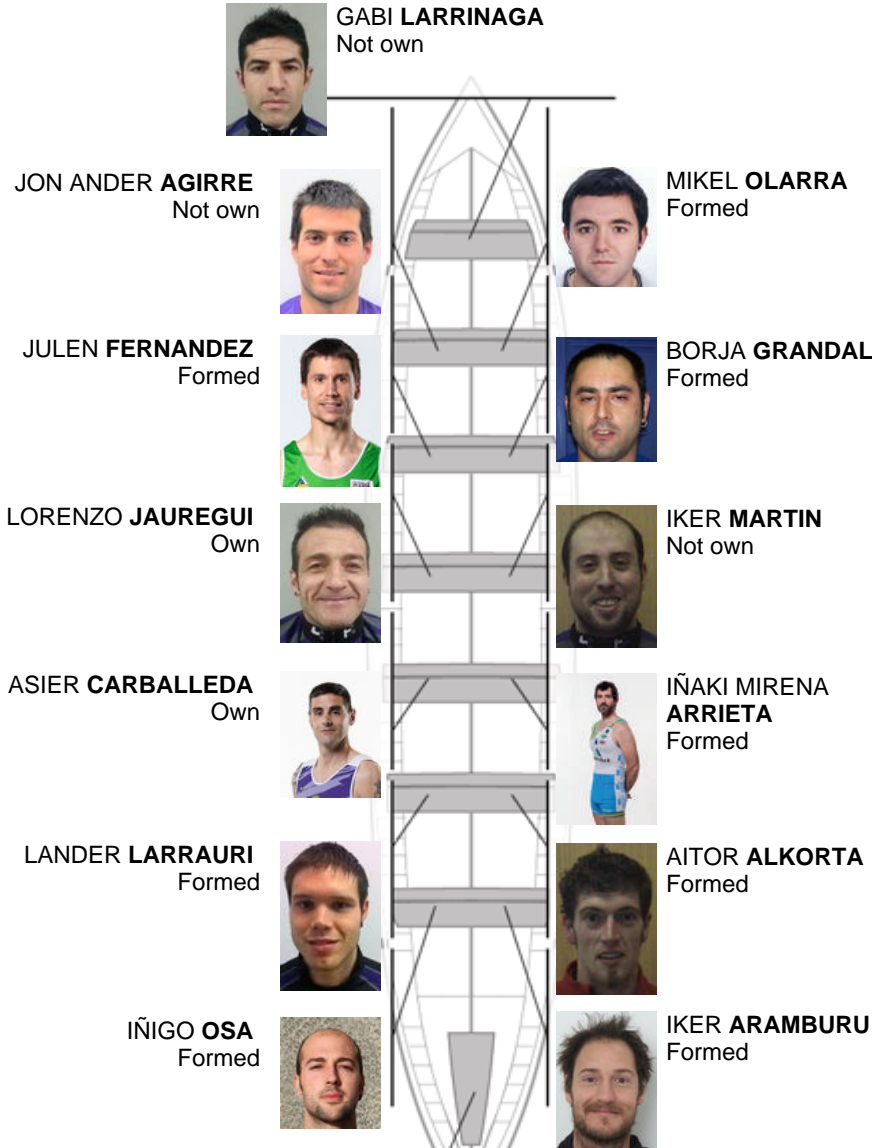 GABI LARRINAGA
Not own
JON ANDER AGIRRE
Not own
MIKEL OLARRA
Formed
JULEN FERNANDEZ
Formed
BORJA GRANDAL
Formed
LORENZO JAUREGUI
Own
IKER MARTIN
Not own
ASIER CARBALLEDA
Own
IÑAKI MIRENA
ARRIETA
Formed
LANDER LARRAURI
Formed
AITOR ALKORTA
Formed
IÑIGO OSA
Formed
IKER ARAMBURU
Formed